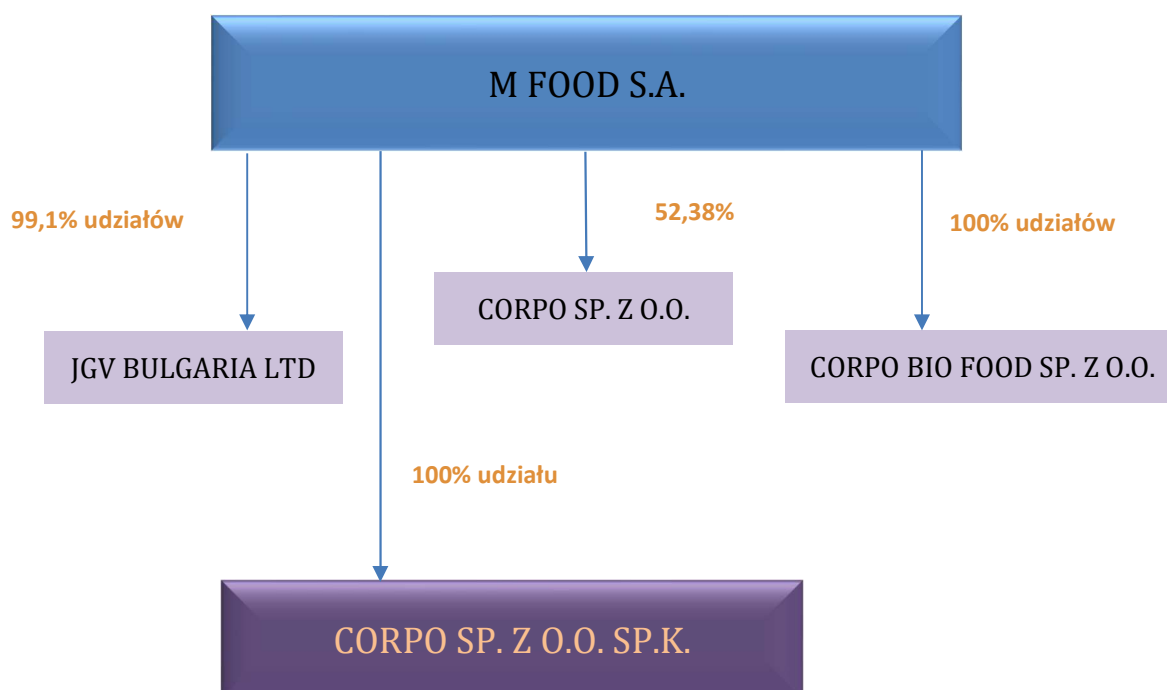 M FOOD S.A.
99,1% udziałów
52,38%
100% udziałów
CORPO SP. Z O.O.
JGV BULGARIA LTD
CORPO BIO FOOD SP. Z O.O.
100% udziału
CORPO SP. Z O.O. SP.K.